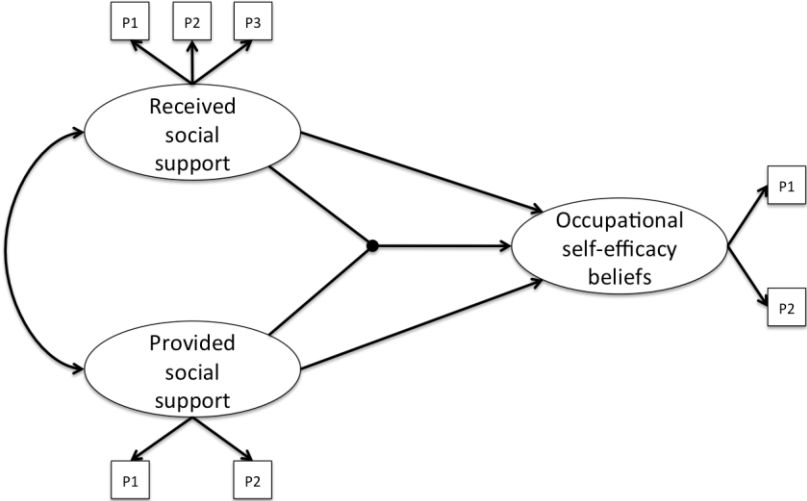 P1 P2 P3
Received
social
support
Occupational
self-efficacy
beliefs
P1
P2
Provided
social
support
P1 P2